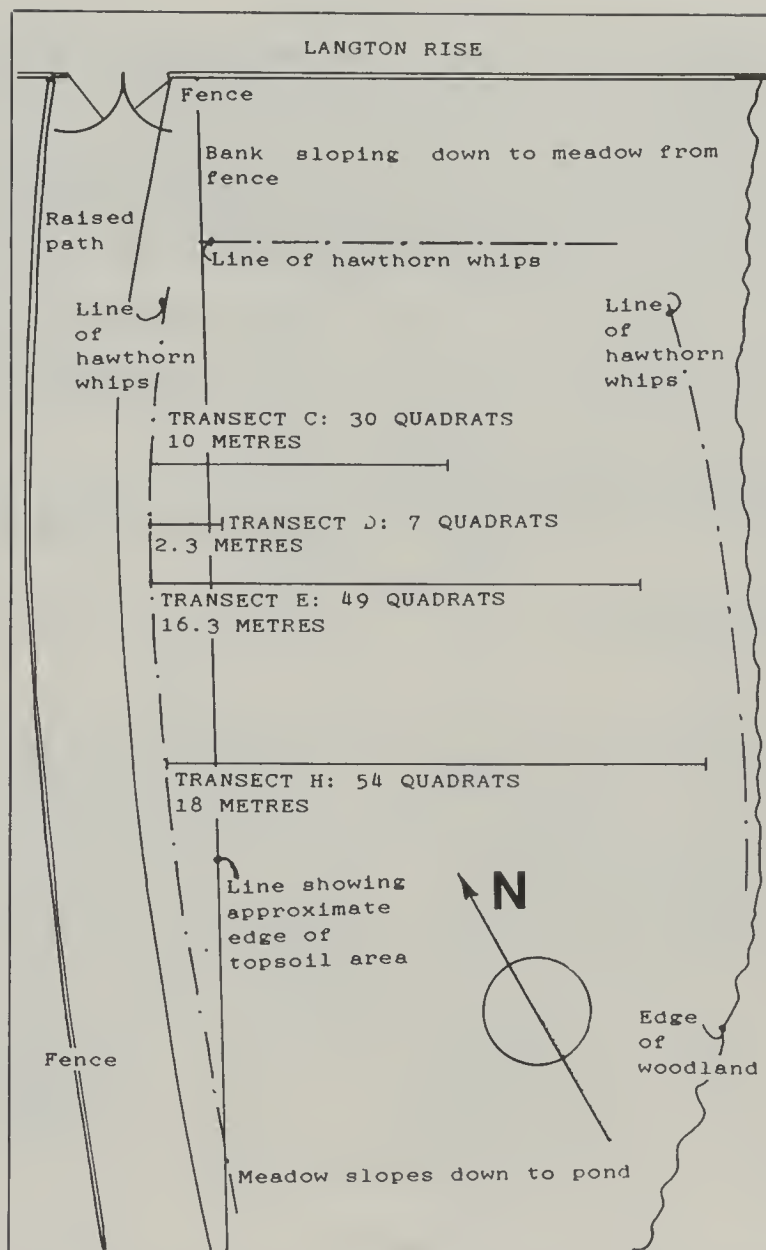 LANGTON RISE
Fence
Bank sloping down to meadow from
fence
Raised
path
Line of hawthorn whips
Line
of
hawthorn
whips
Line
of
hawthorn
whips
TRANSECT C: 30 QUADRATS
10 METRES
TRANSECT D: 7 QUADRATS
2.3 METRES
TRANSECT E: 49 QUADRATS
16.3 METRES
TRANSECT H: 54 QUADRATS
18 METRES
Line showing
approximate
edge of
topsoil area
N
Edge
of
woodland
Fence
Meadow slopes down to pond